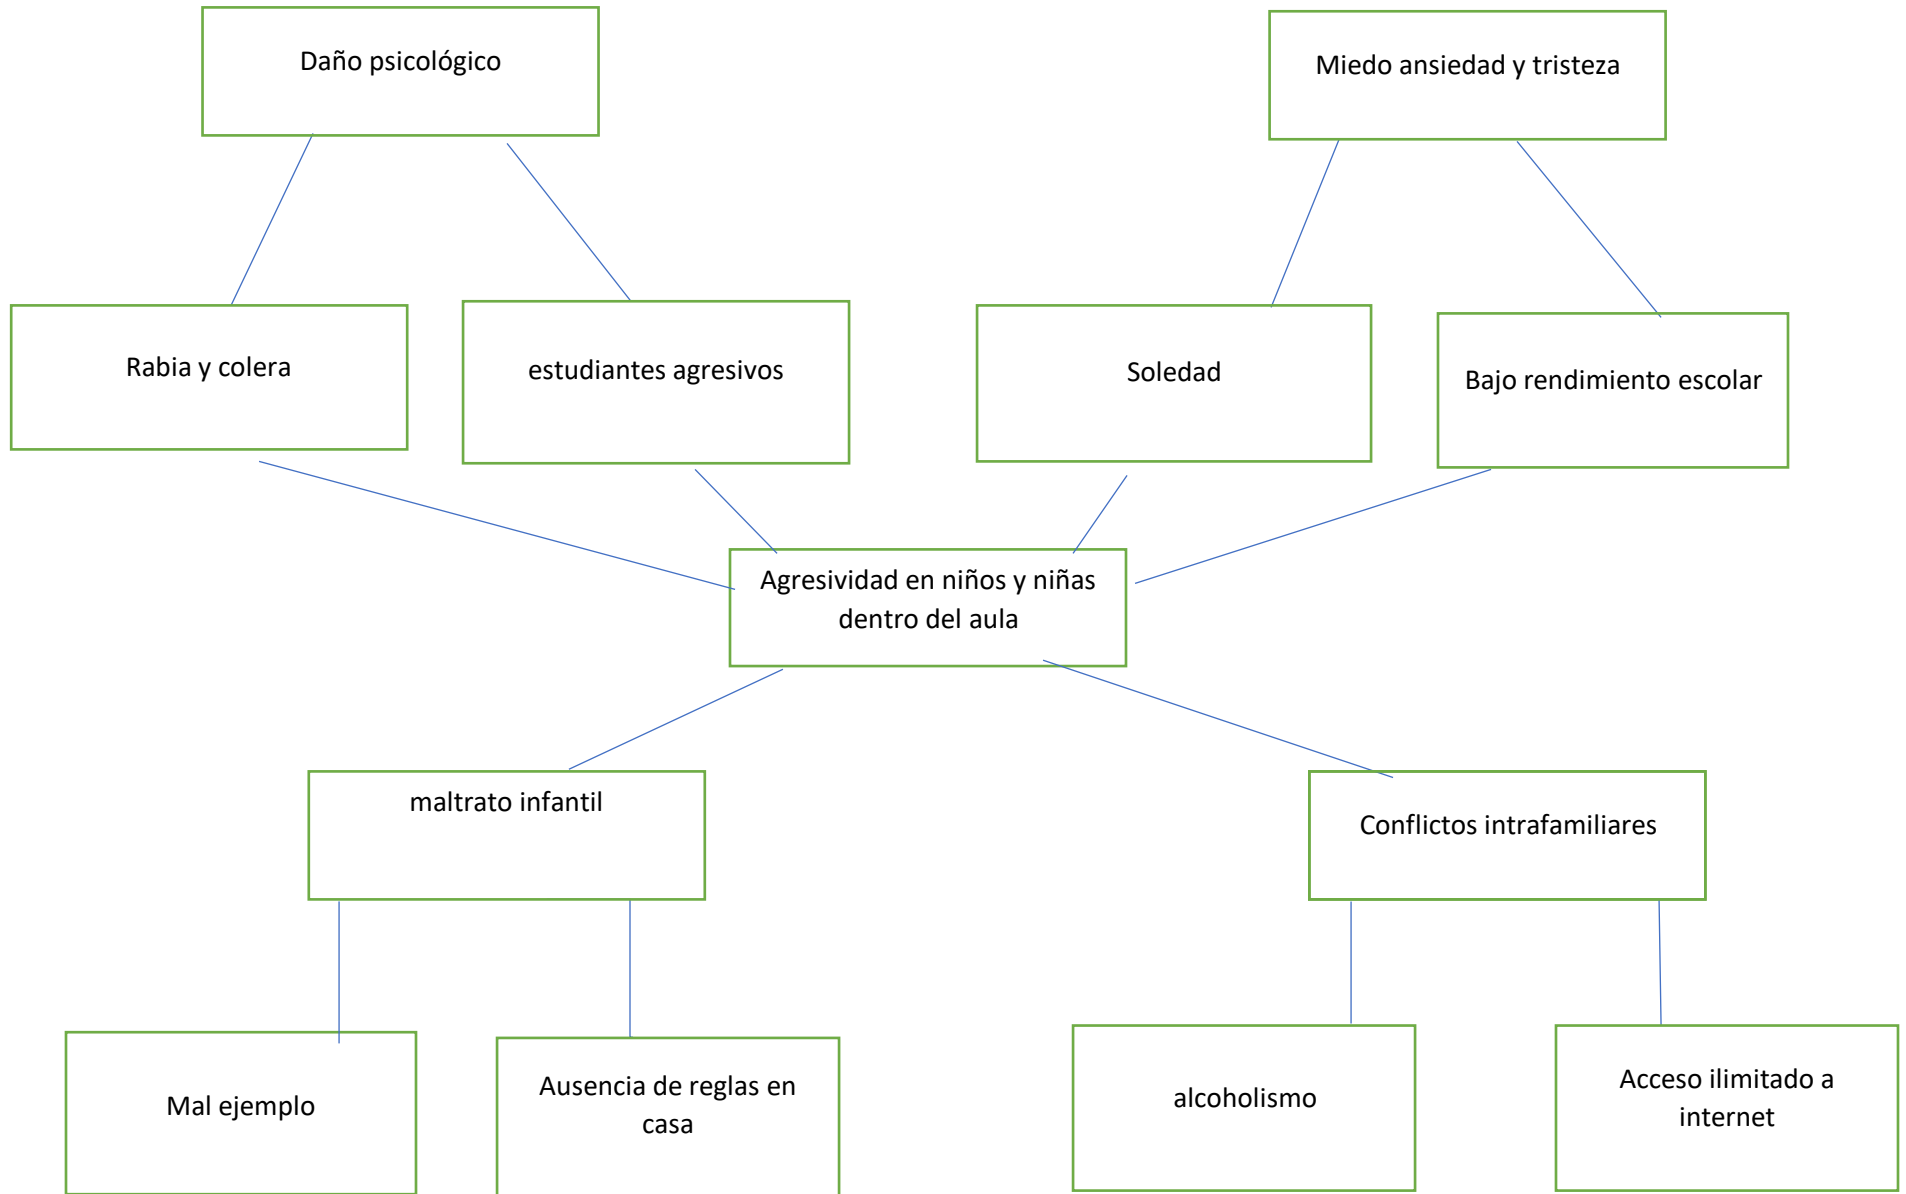 Daño psicológico
Miedo ansiedad y tristeza
Rabia y colera
estudiantes agresivos
Soledad
Bajo rendimiento escolar
Agresividad en niños y niñas
dentro del aula
maltrato infantil
Conflictos intrafamiliares
Mal ejemplo
Ausencia de reglas en
casa
alcoholismo
Acceso ilimitado a
internet